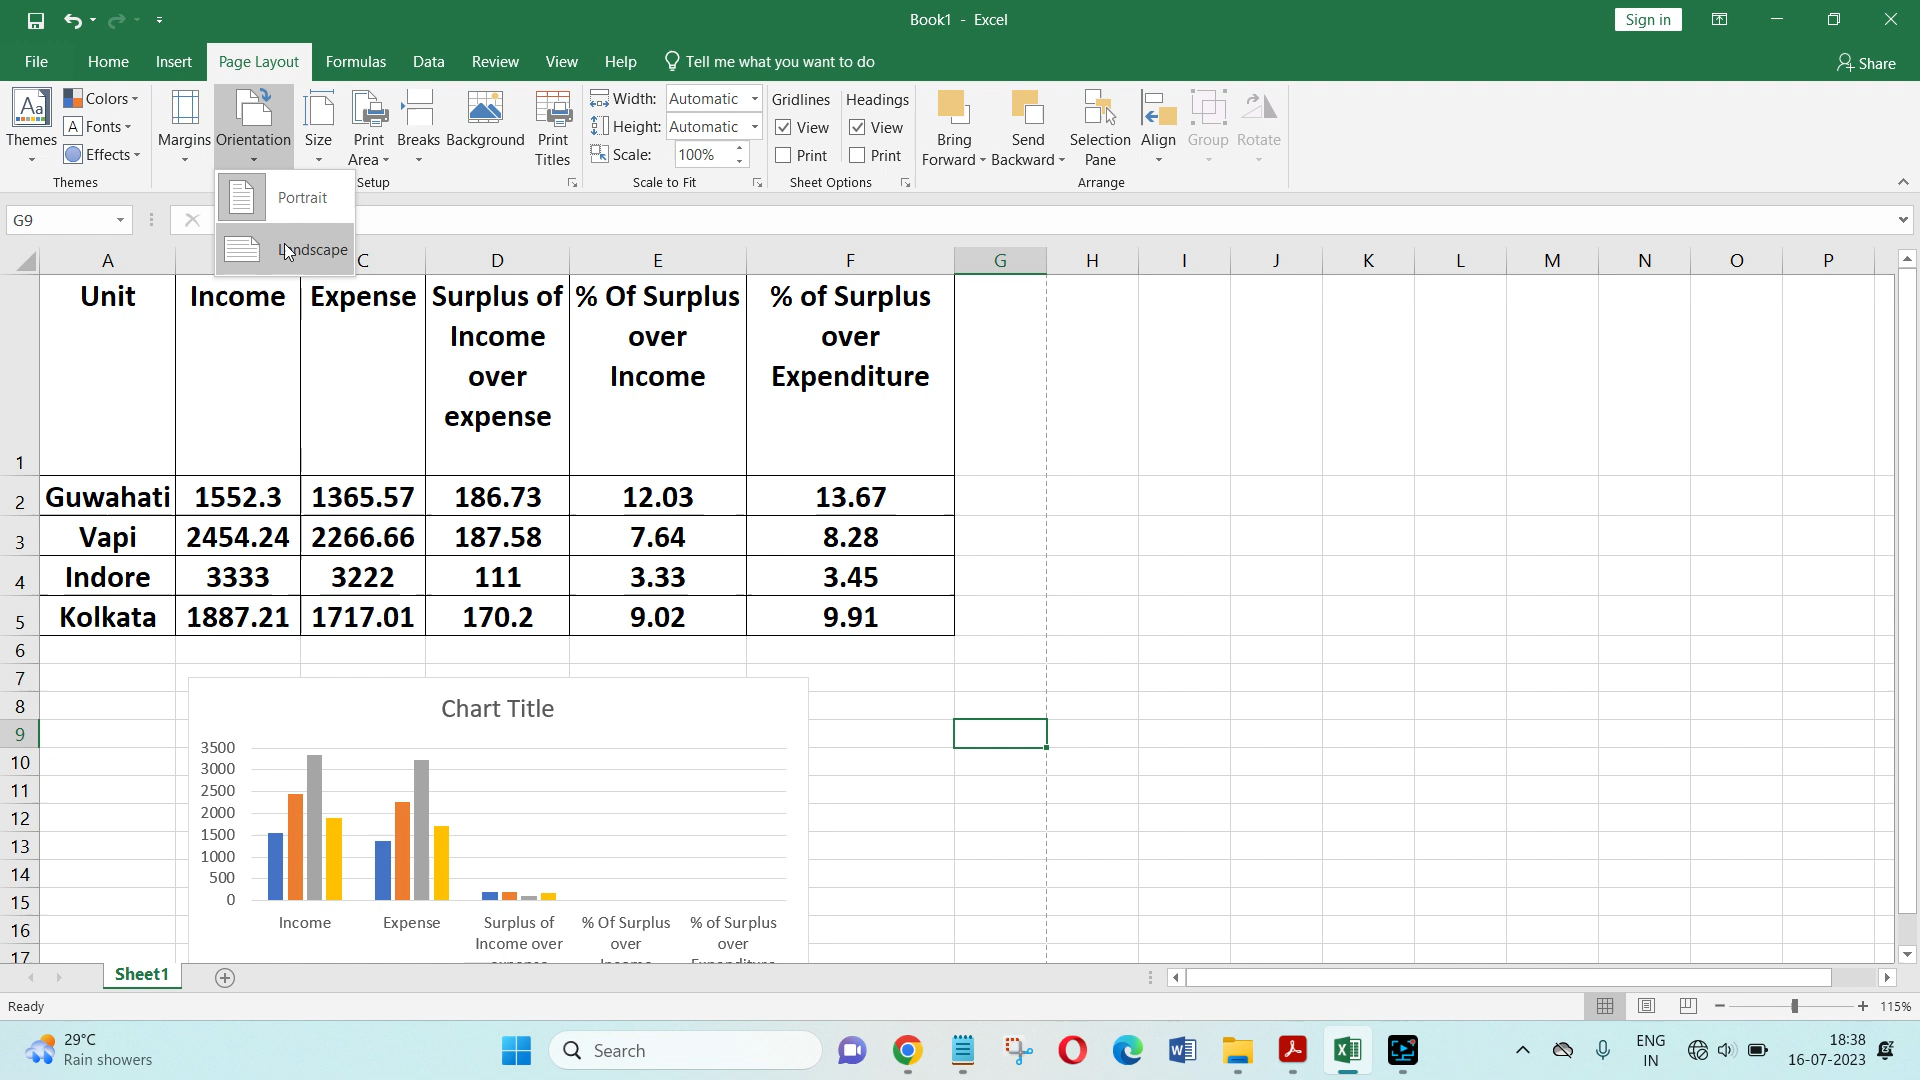 Book1 - Excel
Sign in
File Home Insert Page Layout Formulas Data Review View Help Tell me what you want to do Share
Themes
Colors
Fonts
Effects
Themes
Margins
Orientation
Size
Print Area
Breaks
Background
Print Titles
Setup
Width: Automatic
Height: Automatic
Scale: 100%
Scale to Fit
Gridlines Headings
View View
Print Print
Sheet Options
Bring Forward
Send Backward
Selection Pane
Align
Group
Rotate
Arrange
Portrait
Landscape
G9
A C D E F G H I J K L M N O P
Unit Income Expense Surplus of Income over expense % Of Surplus over Income % of Surplus over Expenditure
1
2 Guwahati 1552.3 1365.57 186.73 12.03 13.67
3 Vapi 2454.24 2266.66 187.58 7.64 8.28
4 Indore 3333 3222 111 3.33 3.45
5 Kolkata 1887.21 1717.01 170.2 9.02 9.91
6
7
8
9
10
11
12
13
14
15
16
17
Chart Title
3500
3000
2500
2000
1500
1000
500
0
Income Expense Surplus of % Of Surplus % of Surplus
Income over over over
expense Income Expenditure
Sheet1
Ready
115%
29°C
Rain showers
Search
ENG
IN
18:38
16-07-2023